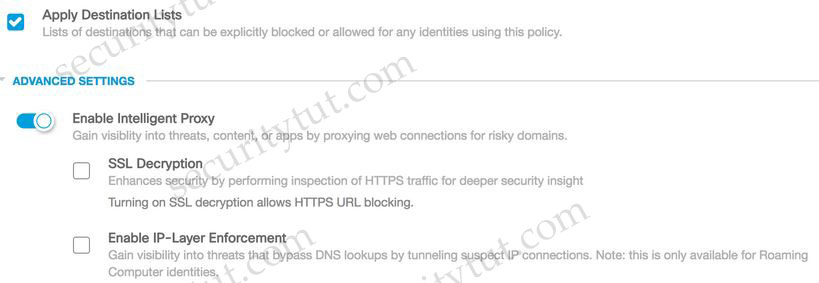 Apply Destination Lists
Lists of destinations that can be explicitly blocked or allowed for any identities using this policy.
securitytut.com
ADVANCED SETTINGS
Enable Intelligent Proxy
Gain visiblity into threats, content, or apps by proxying web connections for risky domains.
securitytut.com
SSL Decryption
Enhances security by performing inspection of HTTPS traffic for deeper security insight
Turning on SSL decryption allows HTTPS URL blocking.
Enable IP-Layer Enforcement
Gain visibility into threats that bypass DNS lookups by tunneling suspect IP connections. Note: this is only available for Roaming
Computer identities.
tut.com
itytut.com